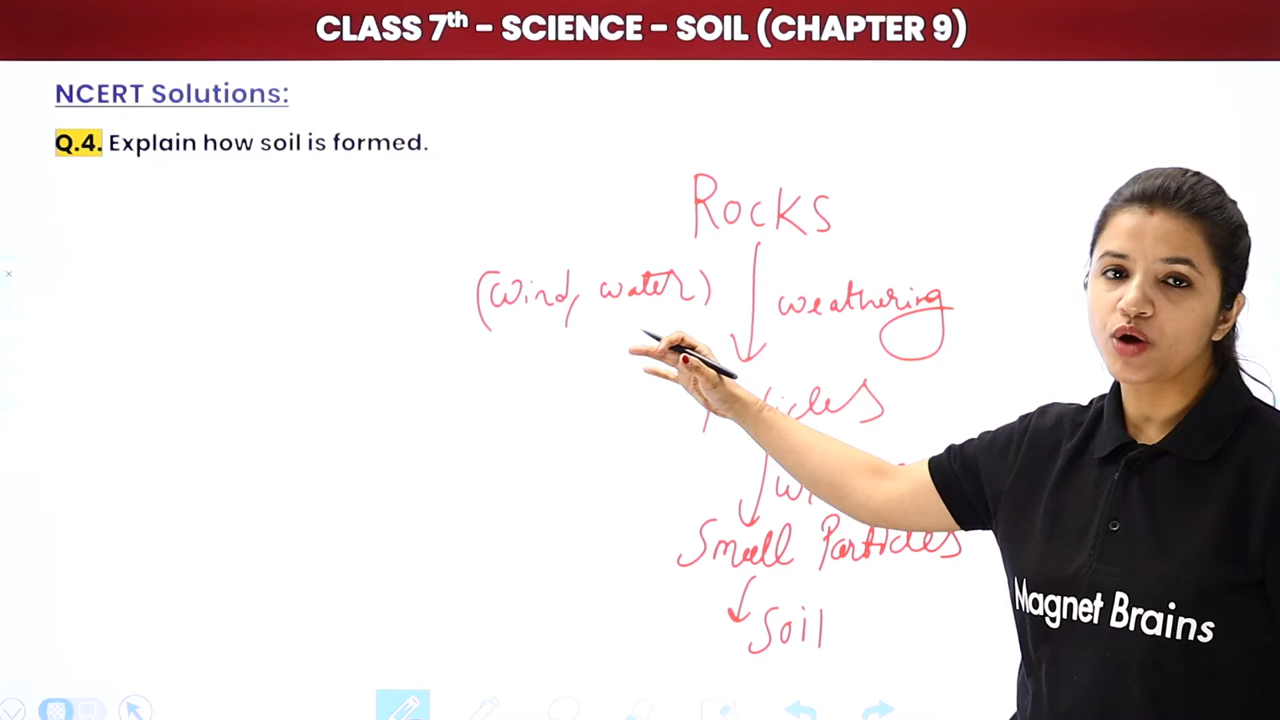 CLASS 7th - SCIENCE - SOIL (CHAPTER 9)
NCERT Solutions:
Q.4. Explain how soil is formed.
Rocks
(Wind, water) weathering
Small Particles
Soil
Magnet Brains